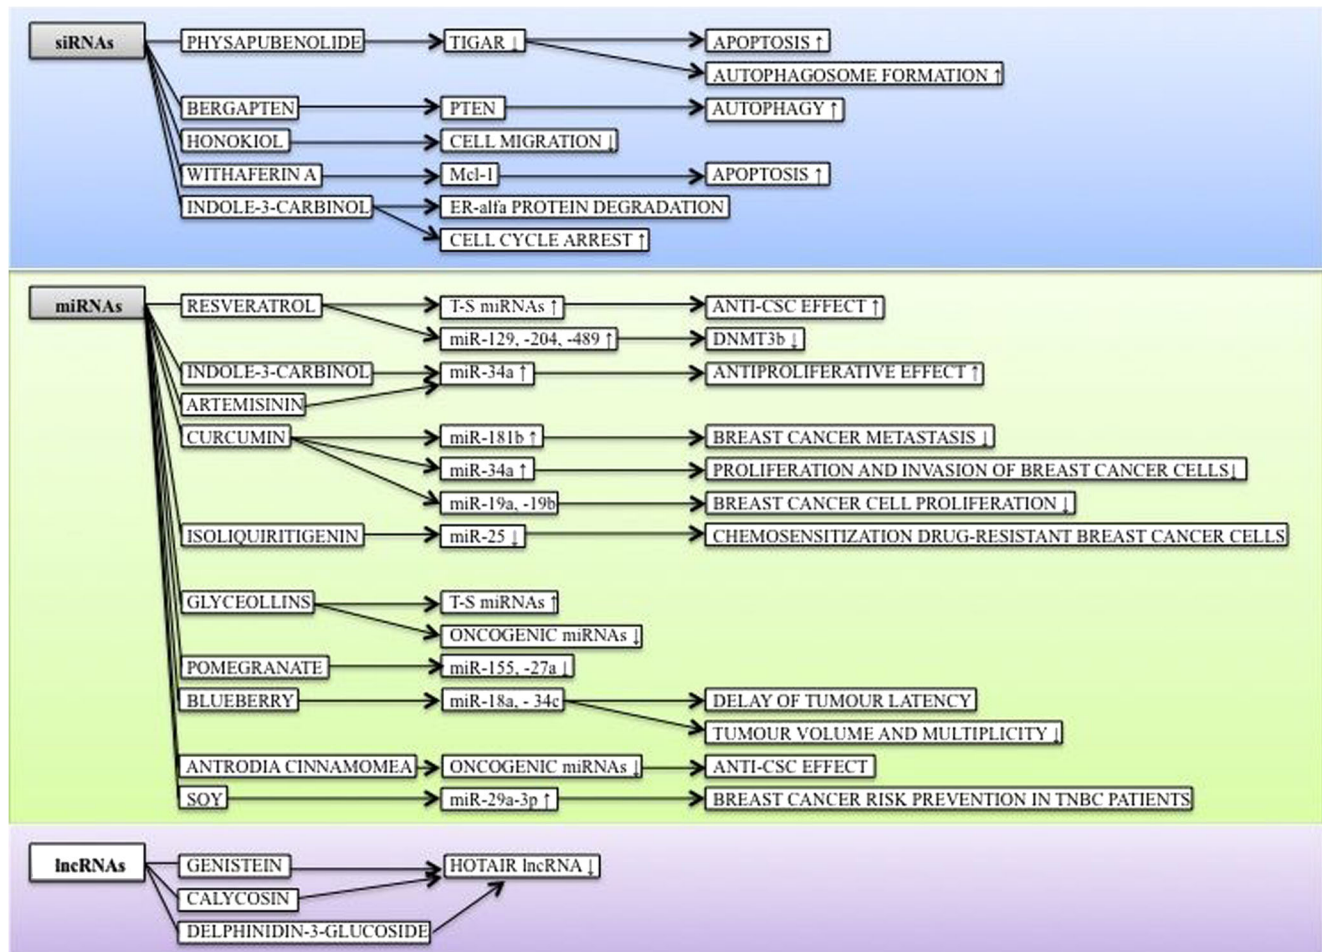 siRNAs
PHYSAPUBENOLIDE
TIGAR ↓
APOPTOSIS ↑
AUTOPHAGOSOME FORMATION ↑
BERGAPTEN
PTEN
AUTOPHAGY ↑
HONOKIOL
CELL MIGRATION ↓
WITHAFERIN A
Mcl-1
APOPTOSIS ↑
INDOLE-3-CARBINOL
ER-alfa PROTEIN DEGRADATION
CELL CYCLE ARREST ↑
miRNAs
RESVERATROL
T-S miRNAs ↑
ANTI-CSC EFFECT ↑
miR-129, -204, -489 ↑
DNMT3b ↓
INDOLE-3-CARBINOL
miR-34a ↑
ANTIPROLIFERATIVE EFFECT ↑
ARTEMISININ
CURCUMIN
miR-181b ↑
BREAST CANCER METASTASIS ↓
miR-34a ↑
PROLIFERATION AND INVASION OF BREAST CANCER CELLS↓
miR-19a, -19b
BREAST CANCER CELL PROLIFERATION ↓
ISOLIQUIRITIGENIN
miR-25 ↓
CHEMOSENSITIZATION DRUG-RESISTANT BREAST CANCER CELLS
GLYCEOLLINS
T-S miRNAs ↑
ONCOGENIC miRNAs ↓
POMEGRANATE
miR-155, -27a ↓
BLUEBERRY
miR-18a, - 34c
DELAY OF TUMOUR LATENCY
TUMOUR VOLUME AND MULTIPLICITY ↓
ANTRODIA CINNAMOMEA
ONCOGENIC miRNAs ↓
ANTI-CSC EFFECT
SOY
miR-29a-3p ↑
BREAST CANCER RISK PREVENTION IN TNBC PATIENTS
lncRNAs
GENISTEIN
HOTAIR lncRNA ↓
CALYCOSIN
DELPHINIDIN-3-GLUCOSIDE